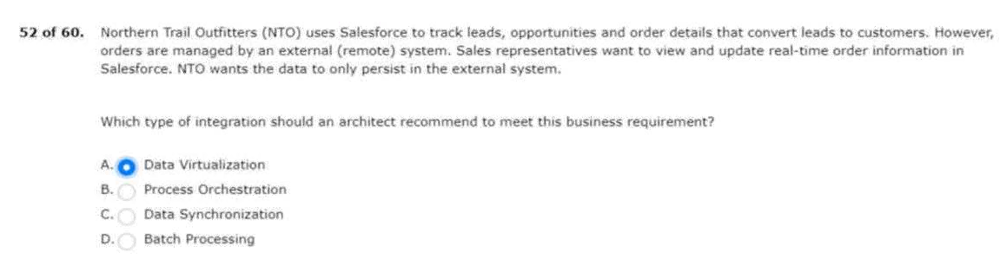 52 of 60. Northern Trail Outfitters (NTO) uses Salesforce to track leads, opportunities and order details that convert leads to customers. However,
orders are managed by an external (remote) system. Sales representatives want to view and update real-time order information in
Salesforce. NTO wants the data to only persist in the external system.
Which type of integration should an architect recommend to meet this business requirement?
A. Data Virtualization
B. Process Orchestration
C. Data Synchronization
D. Batch Processing